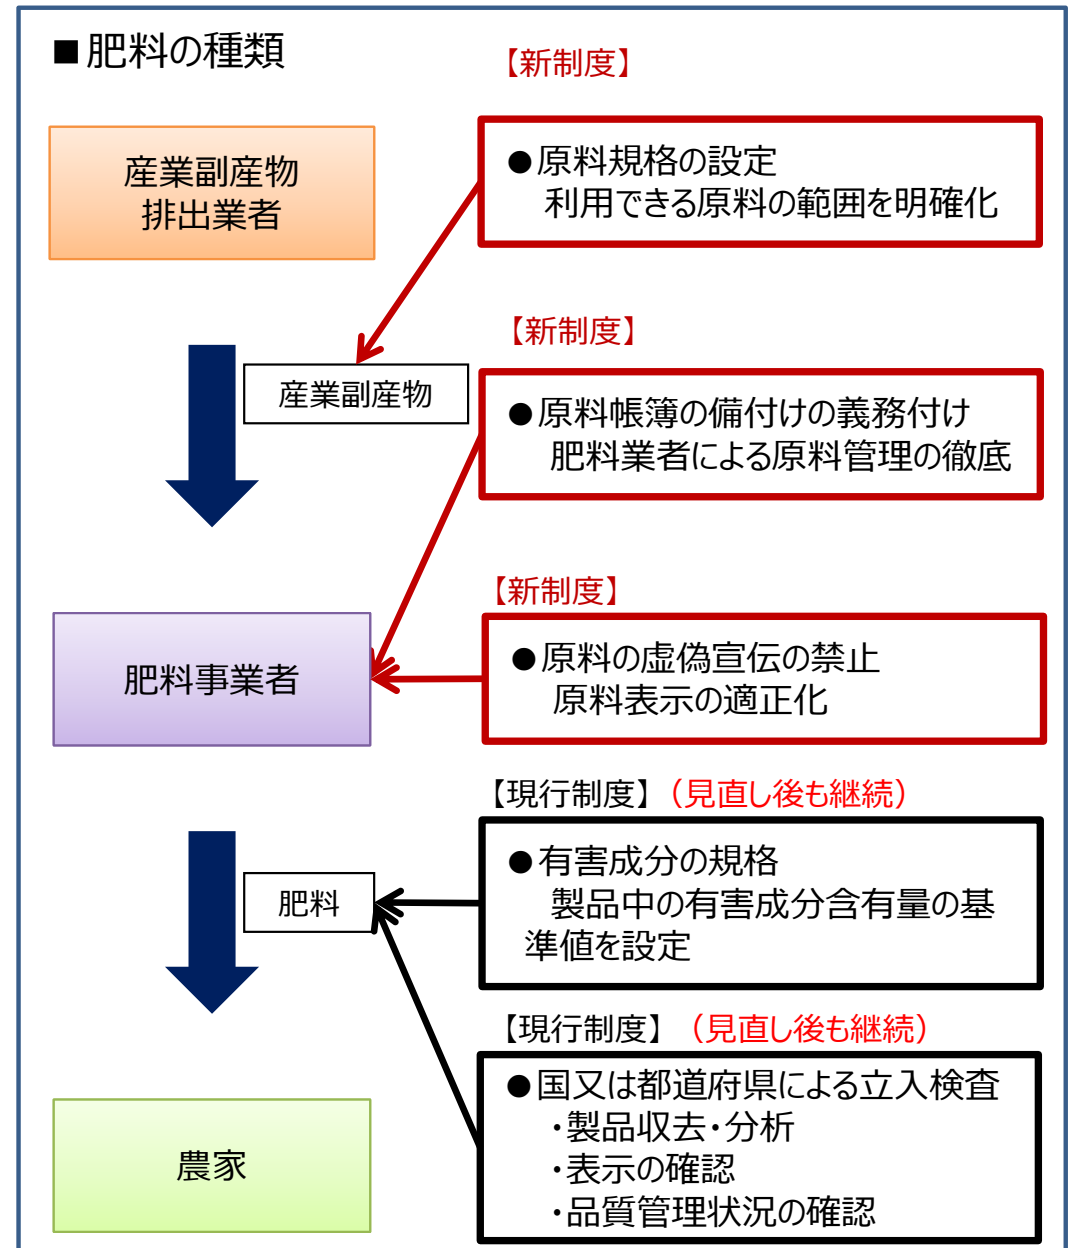 ■肥料の種類
【新制度】
産業副産物
排出業者
●原料規格の設定
利用できる原料の範囲を明確化
【新制度】
産業副産物
●原料帳簿の備付けの義務付け
肥料業者による原料管理の徹底
【新制度】
肥料事業者
●原料の虚偽宣伝の禁止
原料表示の適正化
【現行制度】（見直し後も継続）
●有害成分の規格
製品中の有害成分含有量の基
準値を設定
肥料
【現行制度】（見直し後も継続）
●国又は都道府県による立入検査
・製品収去・分析
・表示の確認
・品質管理状況の確認
農家